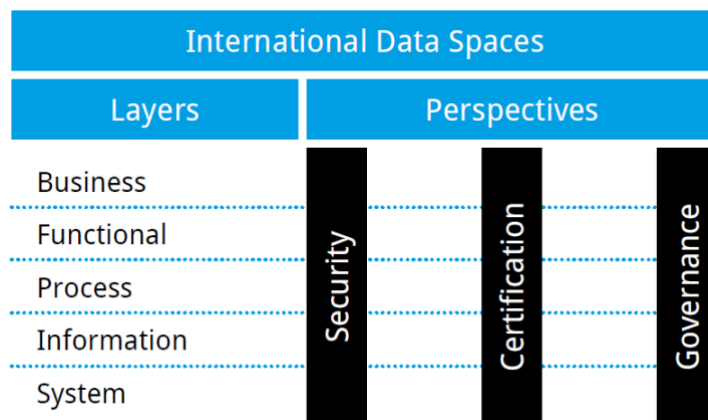 International Data Spaces
Layers
Perspectives
Business
Functional
Process
Information
System
Security
Certification
Governance